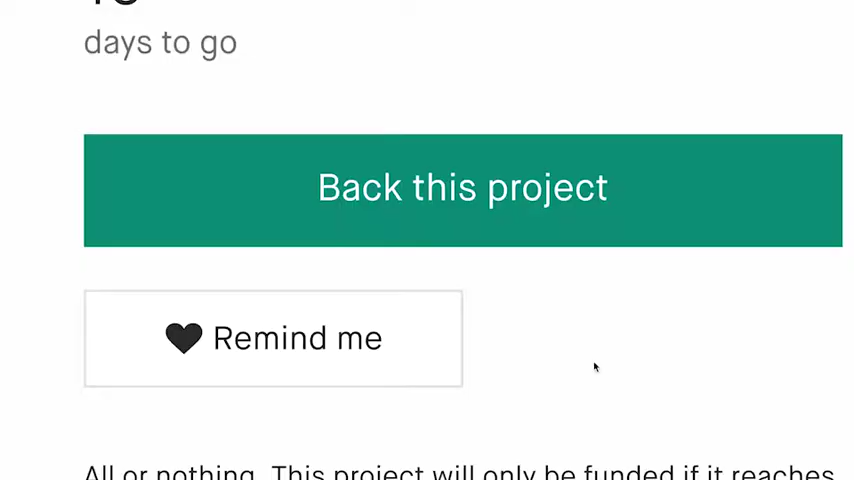 days to go
Back this project
Remind me
All or nothing. This project will only be funded if it reaches